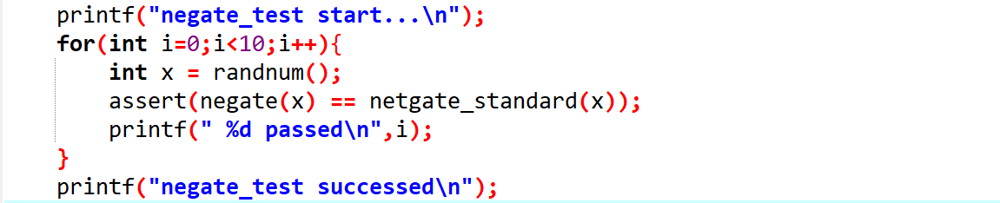 printf("negate_test start...\n");
for(int i=0;i<10;i++){
    int x = randnum();
    assert(negate(x) == netgate_standard(x));
    printf(" %d passed\n",i);
}
printf("negate_test successed\n");